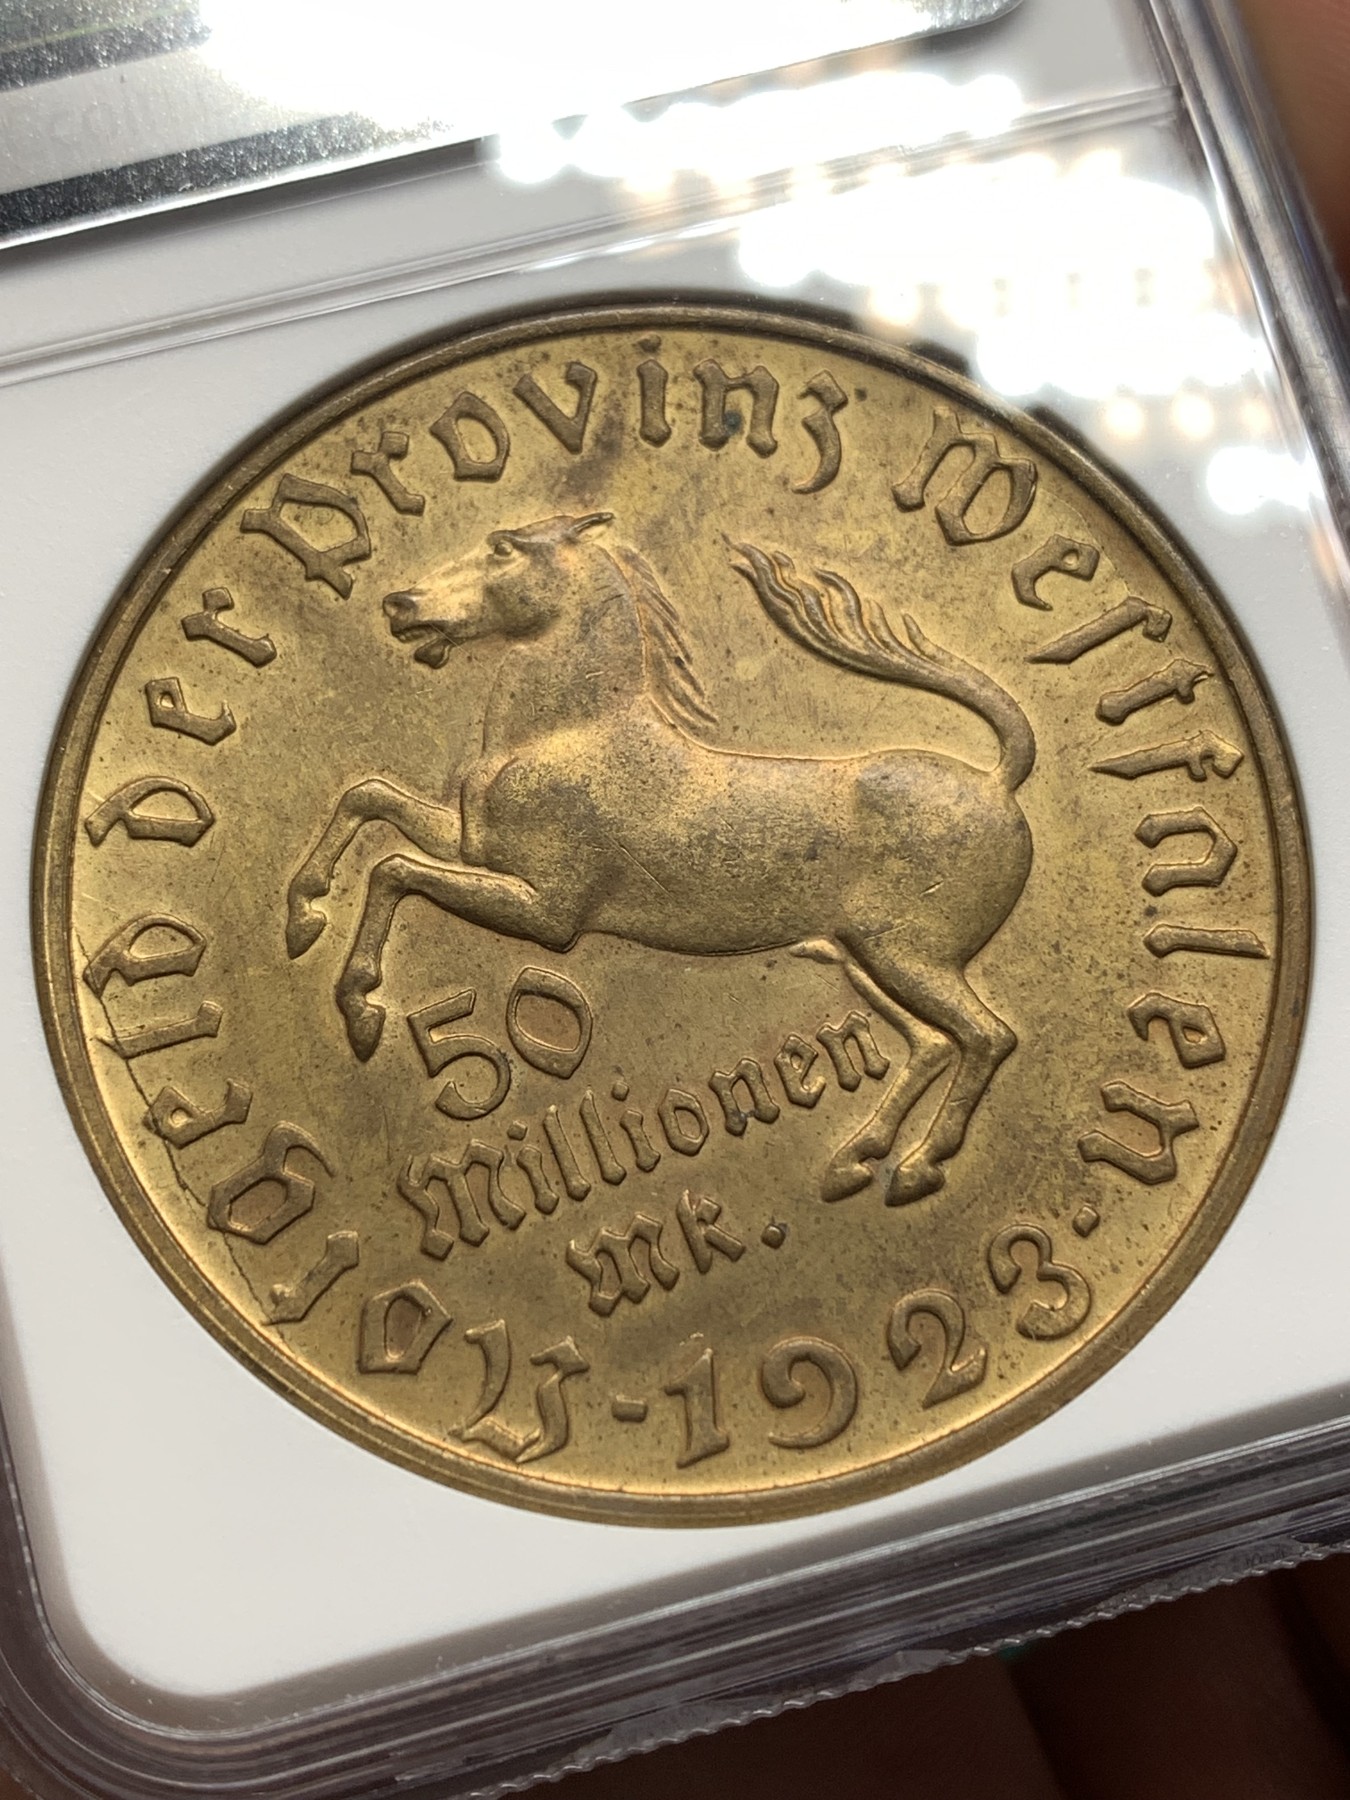 Notgeld der Provinz Westfalen · 1923 ·
50
Millionen
Mk.